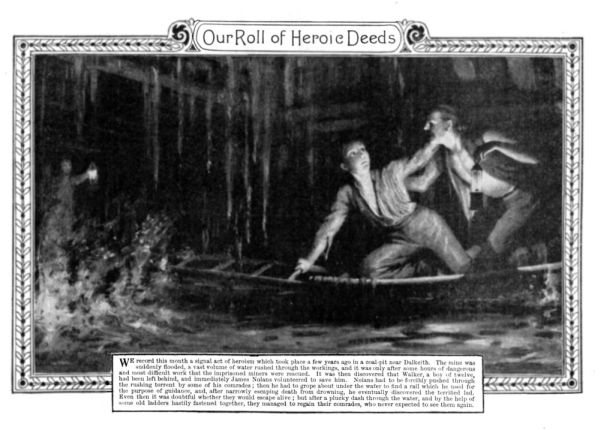 Our Roll of Heroic Deeds
WE record this month a signal act of heroism which took place a few years ago in a coal-pit near Dalkeith. The mine was
suddenly flooded, a vast volume of water rushed through the workings, and it was only after some hours of dangerous
and most difficult work that the imprisoned miners were rescued. It was then discovered that Walker, a boy of twelve,
had been left behind, and immediately James Nolans volunteered to save him. Nolans had to be forcibly pushed through
the rushing torrent by some of his comrades; then he had to grope about under the water to find a rail which he used for
the purpose of guidance, and, after narrowly escaping death from drowning, he eventually discovered the terrified lad.
Even then it was doubtful whether they would escape alive; but after a plucky dash through the water, and by the help of
some old ladders hastily fastened together, they managed to regain their comrades, who never expected to see them again.